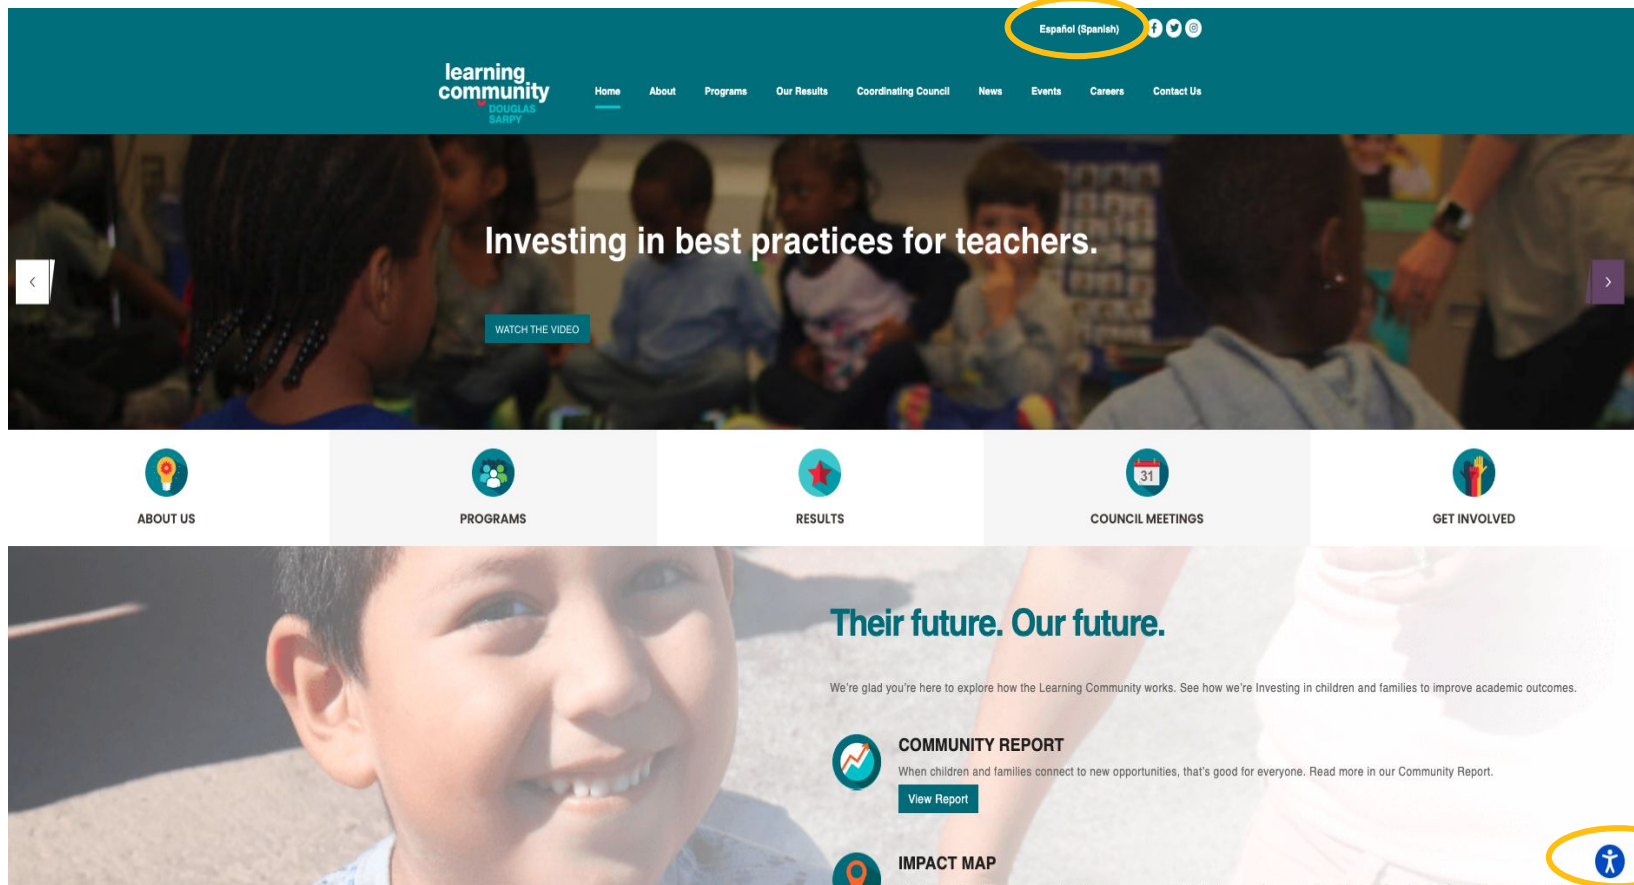 Español (Spanish)
learning
community
DOUGLAS
SARPY
Home About Programs Our Results Coordinating Council News Events Careers Contact Us
Investing in best practices for teachers.
WATCH THE VIDEO
31
ABOUT US PROGRAMS RESULTS COUNCIL MEETINGS GET INVOLVED
Their future. Our future.
We're glad you're here to explore how the Learning Community works. See how we're Investing in children and families to improve academic outcomes.
COMMUNITY REPORT
When children and families connect to new opportunities, that's good for everyone. Read more in our Community Report.
View Report
IMPACT MAP